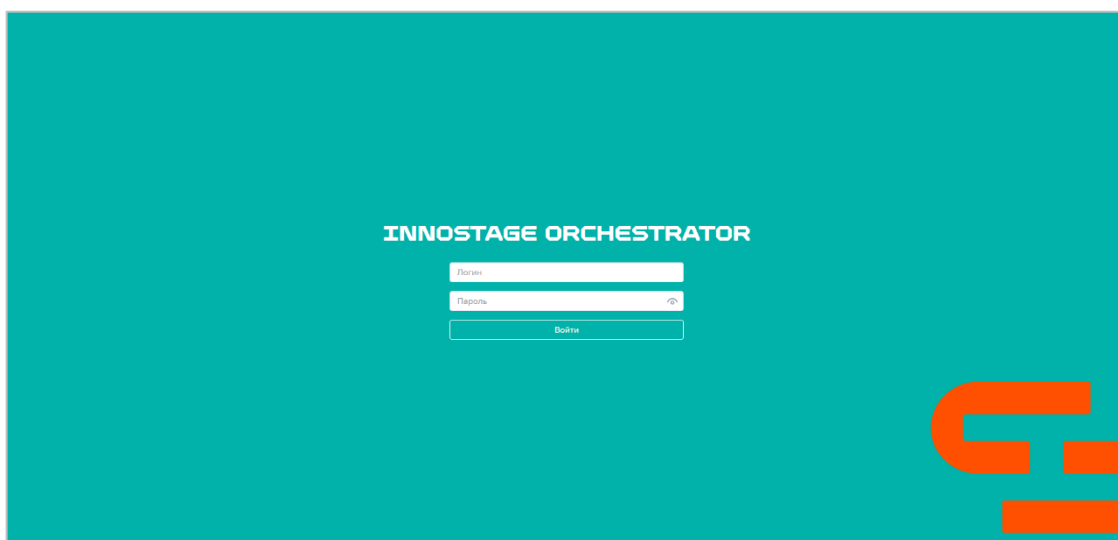 INNOSTAGE ORCHESTRATOR
Логин
Пароль
Войти